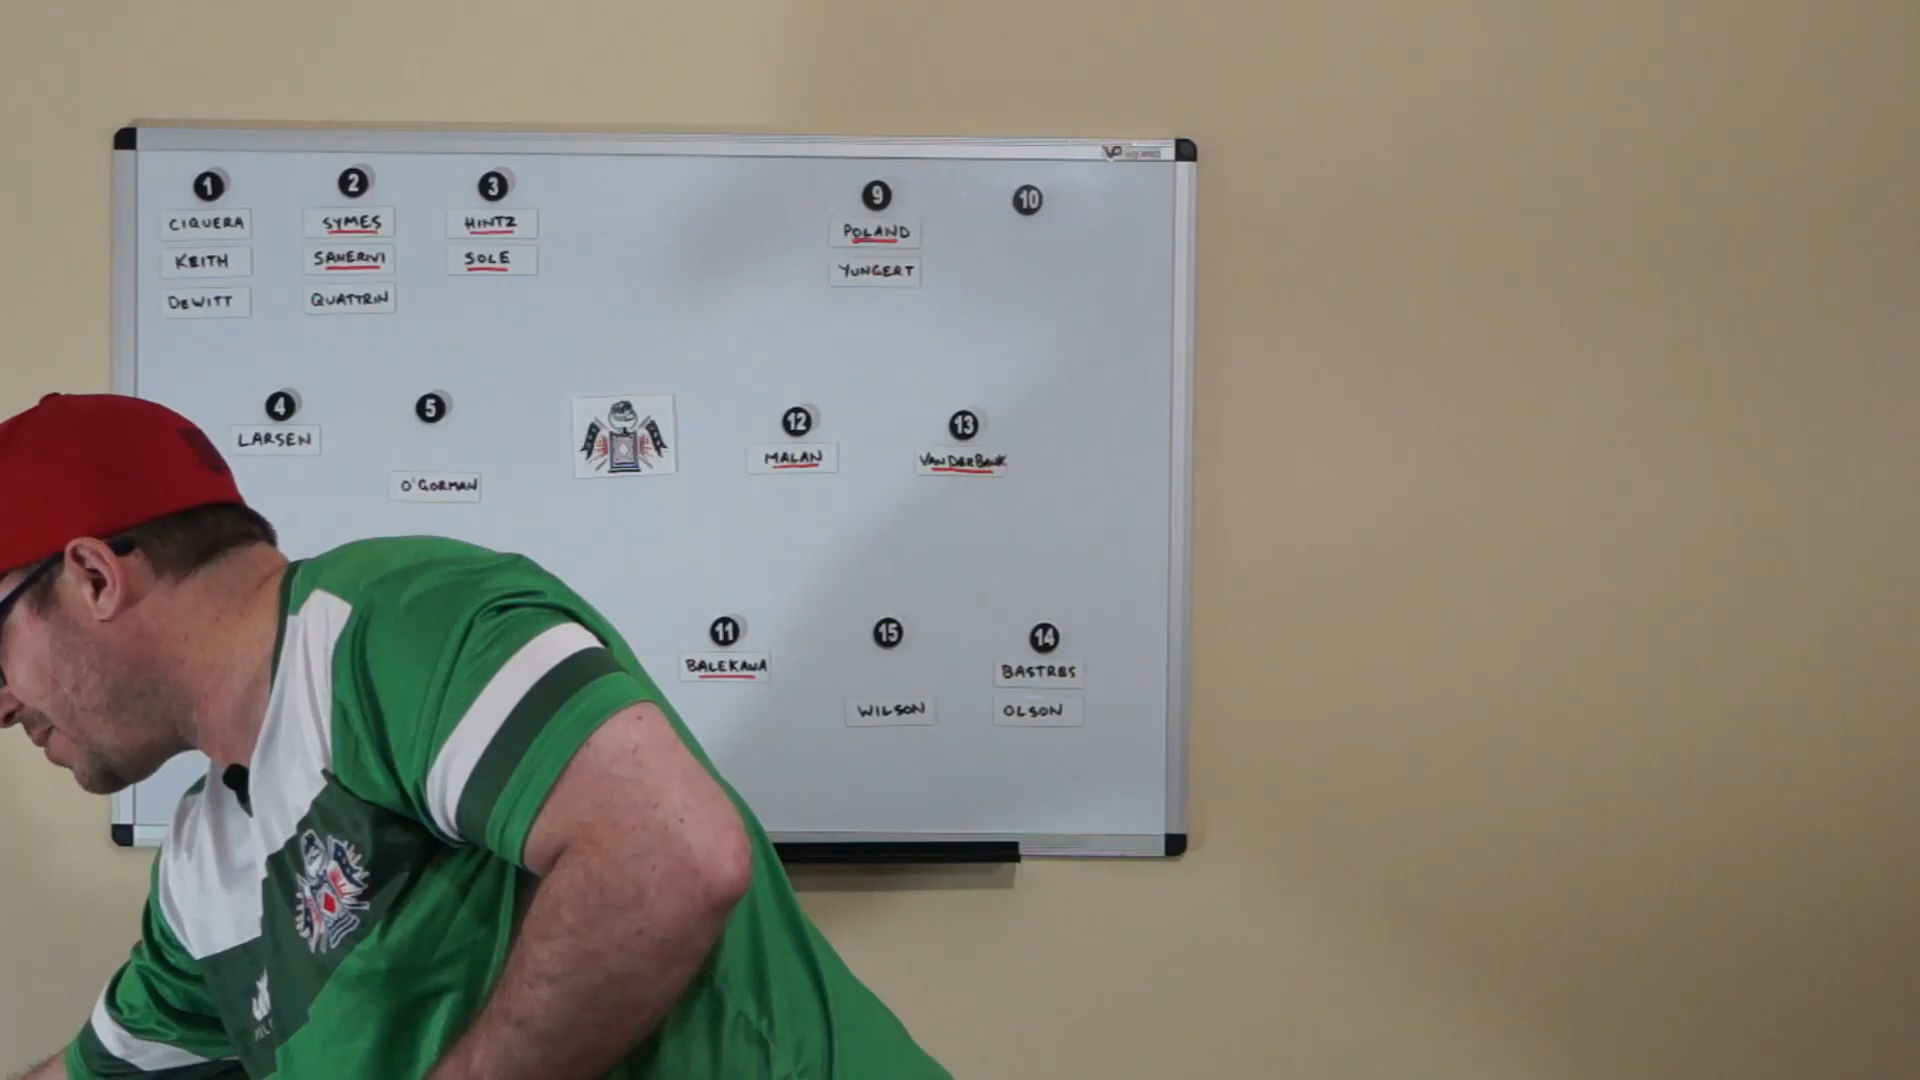 1
CIQUERA
KEITH
DEWITT
2
SYMES
SANERIVI
QUATTRIN
3
HINTZ
SOLE
9
POLAND
YUNGERT
10
4
LARSEN
5
O'GORMAN
12
MALAN
13
VAN DER BANK
11
BALEKANA
15
WILSON
14
BASTRES
OLSON